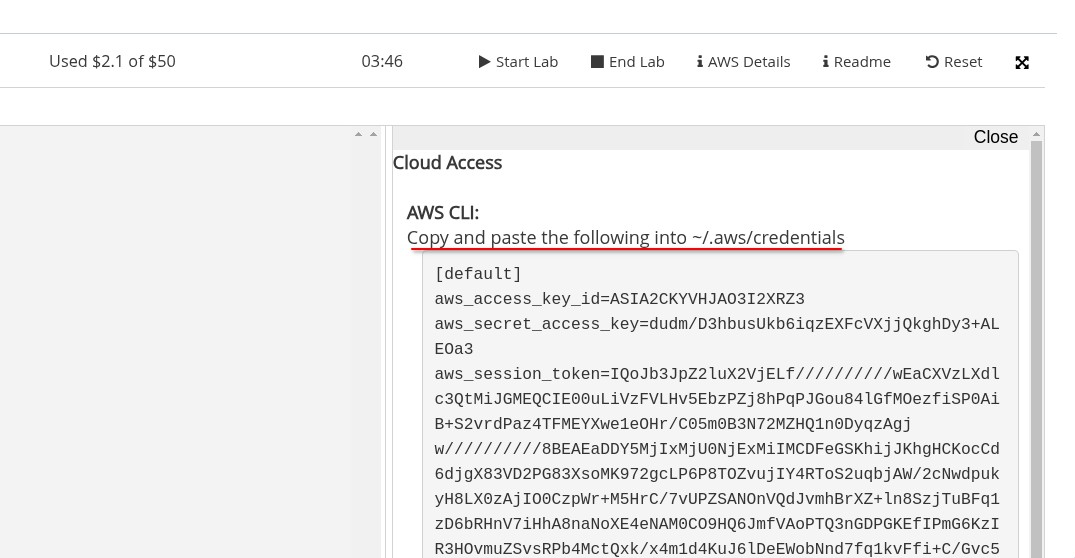 Used $2.1 of $50 03:46 Start Lab End Lab AWS Details Readme Reset
Close
Cloud Access
AWS CLI:
Copy and paste the following into ~/.aws/credentials
[default]
aws_access_key_id=ASIA2CKYVHJAO3I2XRZ3
aws_secret_access_key=dudm/D3hbusUkb6iqzEXFcVXjjQkghDy3+AL
EOa3
aws_session_token=IQoJb3JpZ2luX2VjELf//////////wEaCXVzLXdl
c3QtMiJGMEQCIE00uLiVzFVLHv5EbzPZj8hPqPJGou84lGfMOezfiSP0Ai
B+S2vrdPaz4TFMEYXwe1eOHr/C05m0B3N72MZHQ1n0DyqzAgj
w//////////8BEAEaDDY5MjIxMjU0NjExMiIMCDFeGSKhijJKhgHCKocCd
6djgX83VD2PG83XsoMK972gcLP6P8TOZvujIY4RToS2uqbjAW/2cNwdpuk
yH8LX0zAjIO0CzpWr+M5HrC/7vUPZSANOnVQdJvmhBrXZ+ln8SzjTuBFq1
zD6bRHnV7iHhA8naNoXE4eNAM0CO9HQ6JmfVAoPTQ3nGDPGKEfIPmG6KzI
R3HOvmuZSvsRPb4MctQxk/x4m1d4KuJ6lDeEWobNnd7fq1kvFfi+C/Gvc5